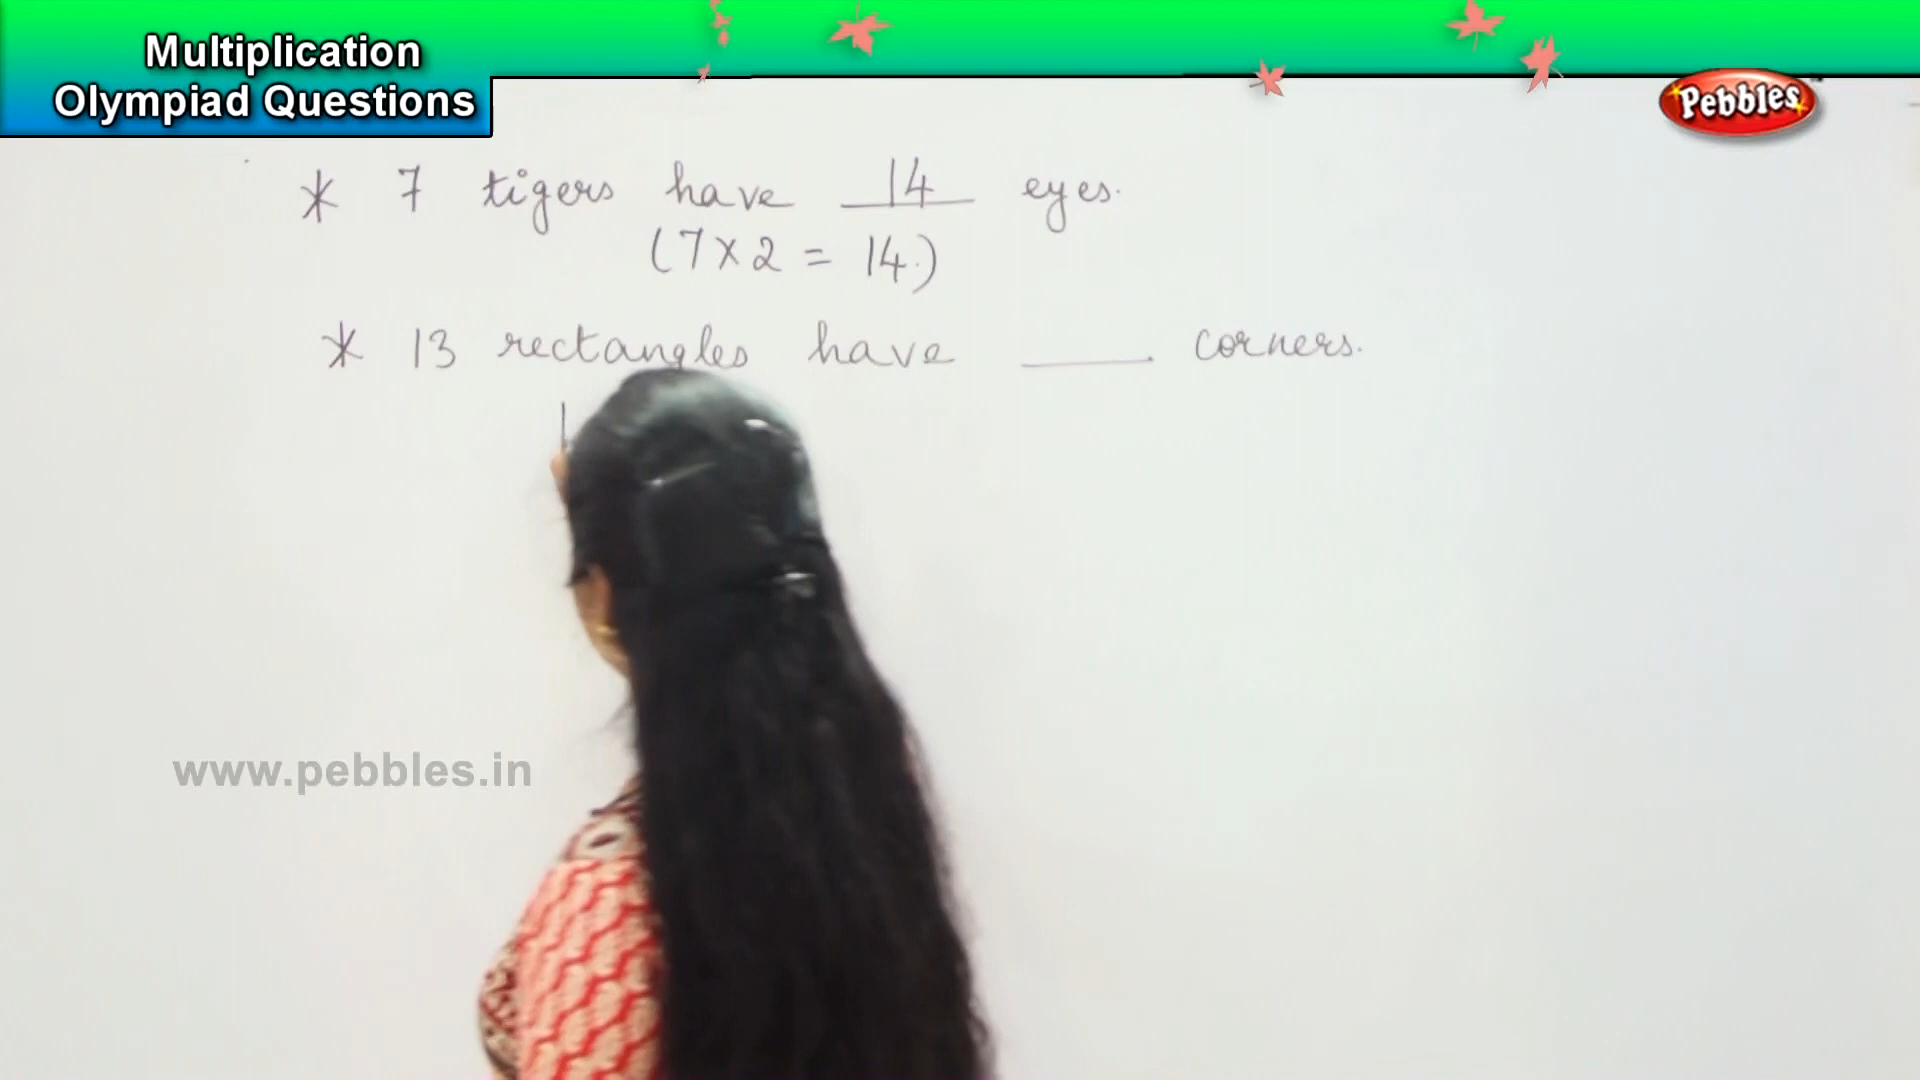 Multiplication
Olympiad Questions
Pebbles
* 7 tigers have 14 eyes.
(7×2 = 14.)
* 13 rectangles have ____ corners.
www.pebbles.in